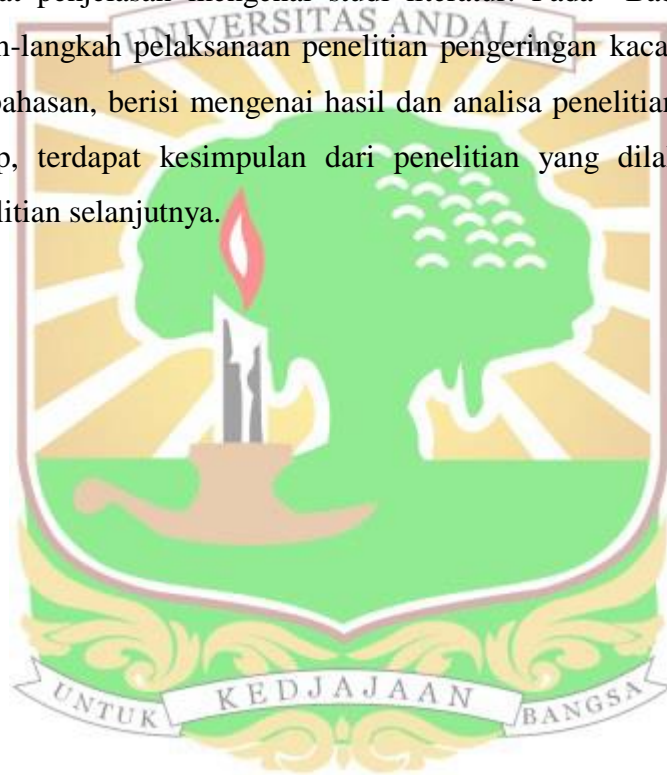 at penjelasan mengenai studi literatur. Pada Bab
UNIVERSITAS ANDALAS
h-langkah pelaksanaan penelitian pengeringan kaca
bahasan, berisi mengenai hasil dan analisa penelitian
p, terdapat kesimpulan dari penelitian yang dila
litian selanjutnya.
UNTUK KEDJAJAAN BANGSA